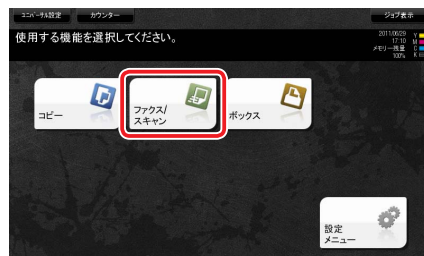 ユニバーサル設定 カウンター ジョブ表示
使用する機能を選択してください。
2011/06/29
17:10
メモリー残量
100%
Y
M
C
K
コピー
ファクス/
スキャン
ボックス
設定
メニュー